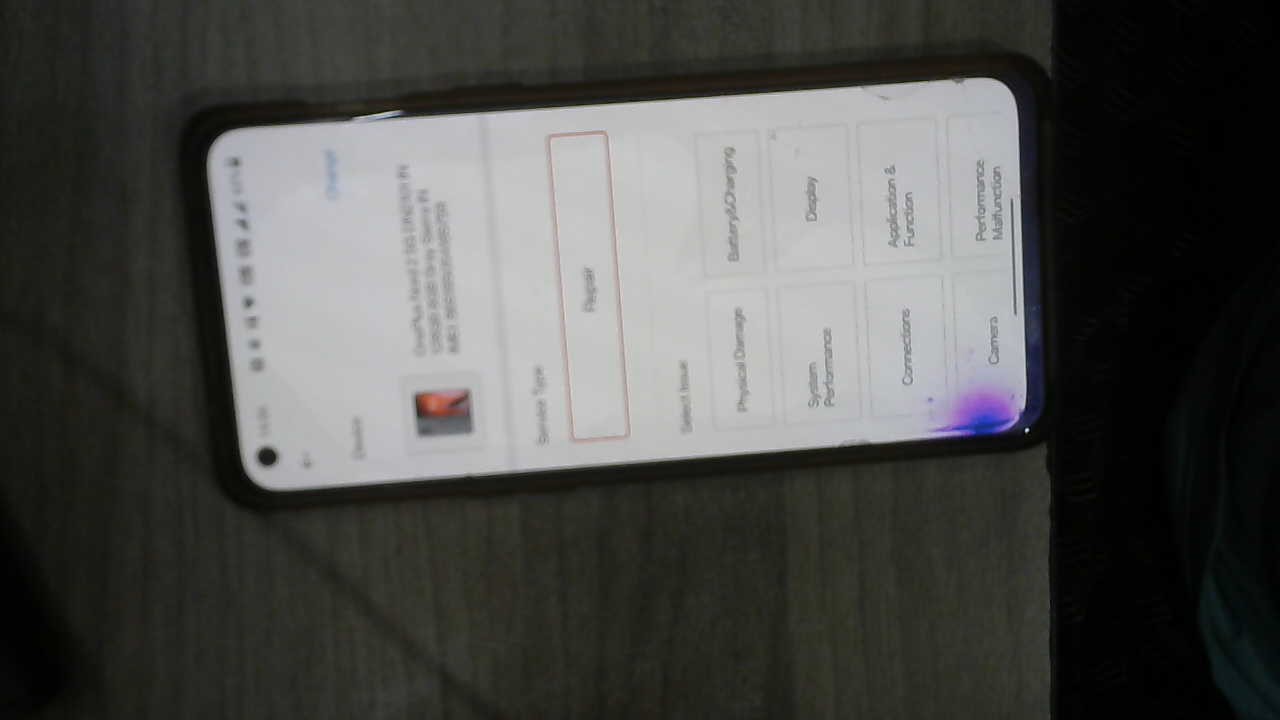 Device
Change
OnePlus Nord 2 5G
Service Type
Repair
Select Issue
Physical Damage
Battery&Charging
System
Performance
Display
Connections
Application &
Function
Camera
Performance
Malfunction